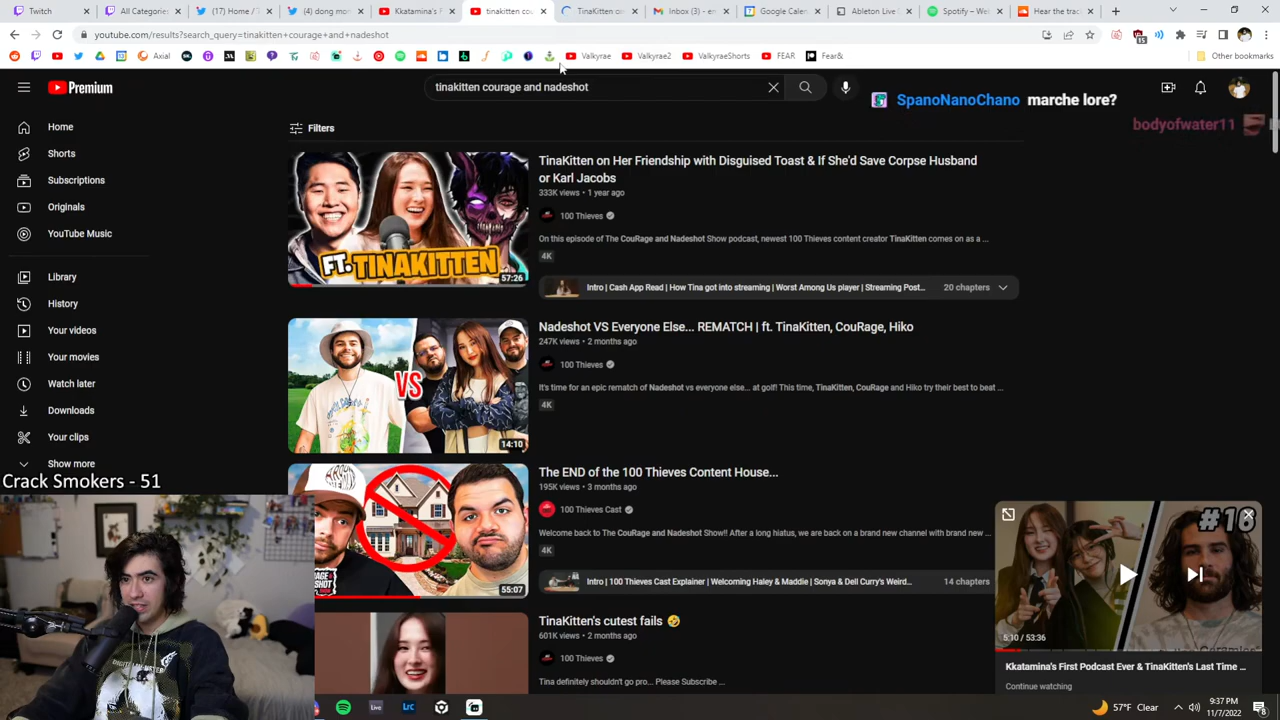 Twitch
All Categories
(17) Home / T
(4) dong mo
Kkatamina's F
tinakitten cou
TinaKitten on
Inbox (3) - em
Google Calen
Ableton Live
Spotify – We
Hear the trac
youtube.com/results?search_query=tinakitten+courage+and+nadeshot
15
Axial
Valkyrae
Valkyrae2
ValkyraeShorts
FEAR
Fear&
Other bookmarks
Premium
tinakitten courage and nadeshot
SpanoNanoChano marche lore?
bodyofwater11
Home
Shorts
Subscriptions
Originals
YouTube Music
Library
History
Your videos
Your movies
Watch later
Downloads
Your clips
Show more
Crack Smokers - 51
Filters
FT. TINAKITTEN
57:26
TinaKitten on Her Friendship with Disguised Toast & If She'd Save Corpse Husband
or Karl Jacobs
333K views • 1 year ago
100 Thieves
On this episode of The CouRage and Nadeshot Show podcast, newest 100 Thieves content creator TinaKitten comes on as a ...
4K
Intro | Cash App Read | How Tina got into streaming | Worst Among Us player | Streaming Post...
20 chapters
VS
14:10
Nadeshot VS Everyone Else... REMATCH | ft. TinaKitten, CouRage, Hiko
247K views • 2 months ago
100 Thieves
It's time for an epic rematch of Nadeshot vs everyone else... at golf! This time, TinaKitten, CouRage and Hiko try their best to beat ...
4K
55:07
The END of the 100 Thieves Content House...
195K views • 3 months ago
100 Thieves Cast
Welcome back to The CouRage and Nadeshot Show!! After a long hiatus, we are back on a brand new channel with brand new ...
4K
Intro | 100 Thieves Cast Explainer | Welcoming Haley & Maddie | Sonya & Dell Curry's Weird...
14 chapters
TinaKitten's cutest fails 🤣
601K views • 2 months ago
100 Thieves
Tina definitely shouldn't go pro... Please Subscribe ...
#16
5:10 / 53:36
Kkatamina's First Podcast Ever & TinaKitten's Last Time ...
Continue watching
Live
Lrc
57°F Clear
9:37 PM
11/7/2022
8